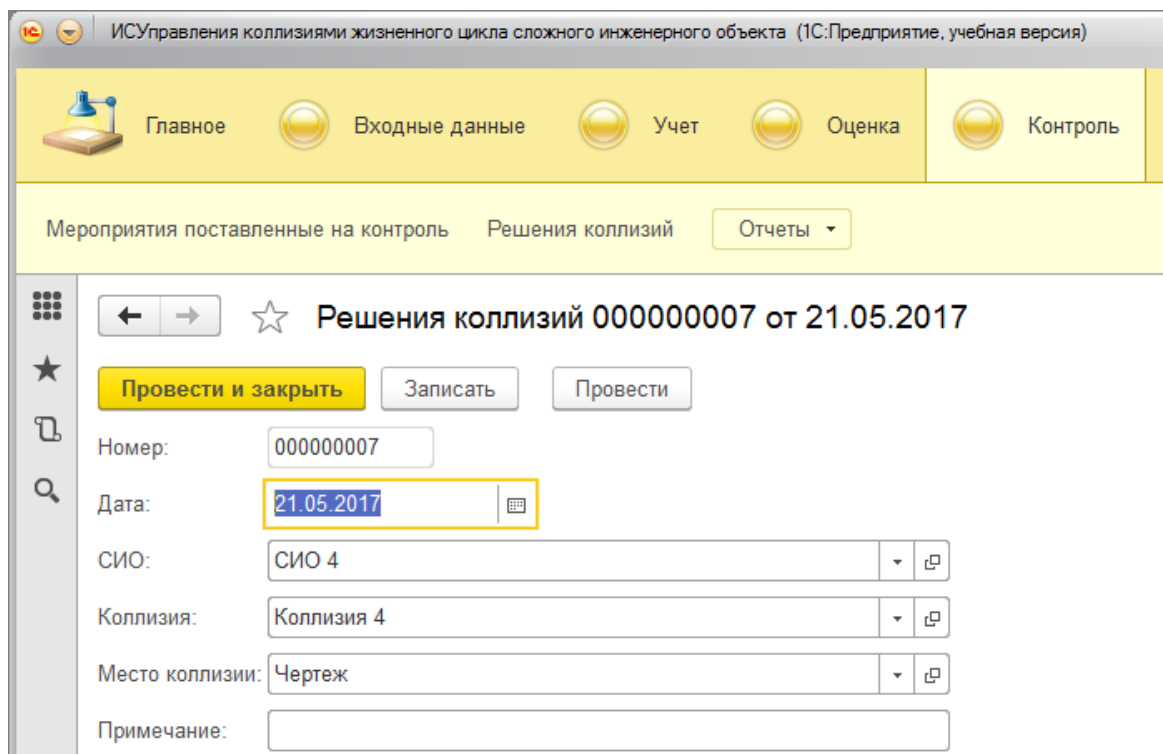 1С ИСУправления коллизиями жизненного цикла сложного инженерного объекта (1С:Предприятие, учебная версия)
Главное Входные данные Учет Оценка Контроль
Мероприятия поставленные на контроль Решения коллизий Отчеты
Решения коллизий 000000007 от 21.05.2017
Провести и закрыть Записать Провести
Номер: 000000007
Дата: 21.05.2017
СИО: СИО 4
Коллизия: Коллизия 4
Место коллизии: Чертеж
Примечание: